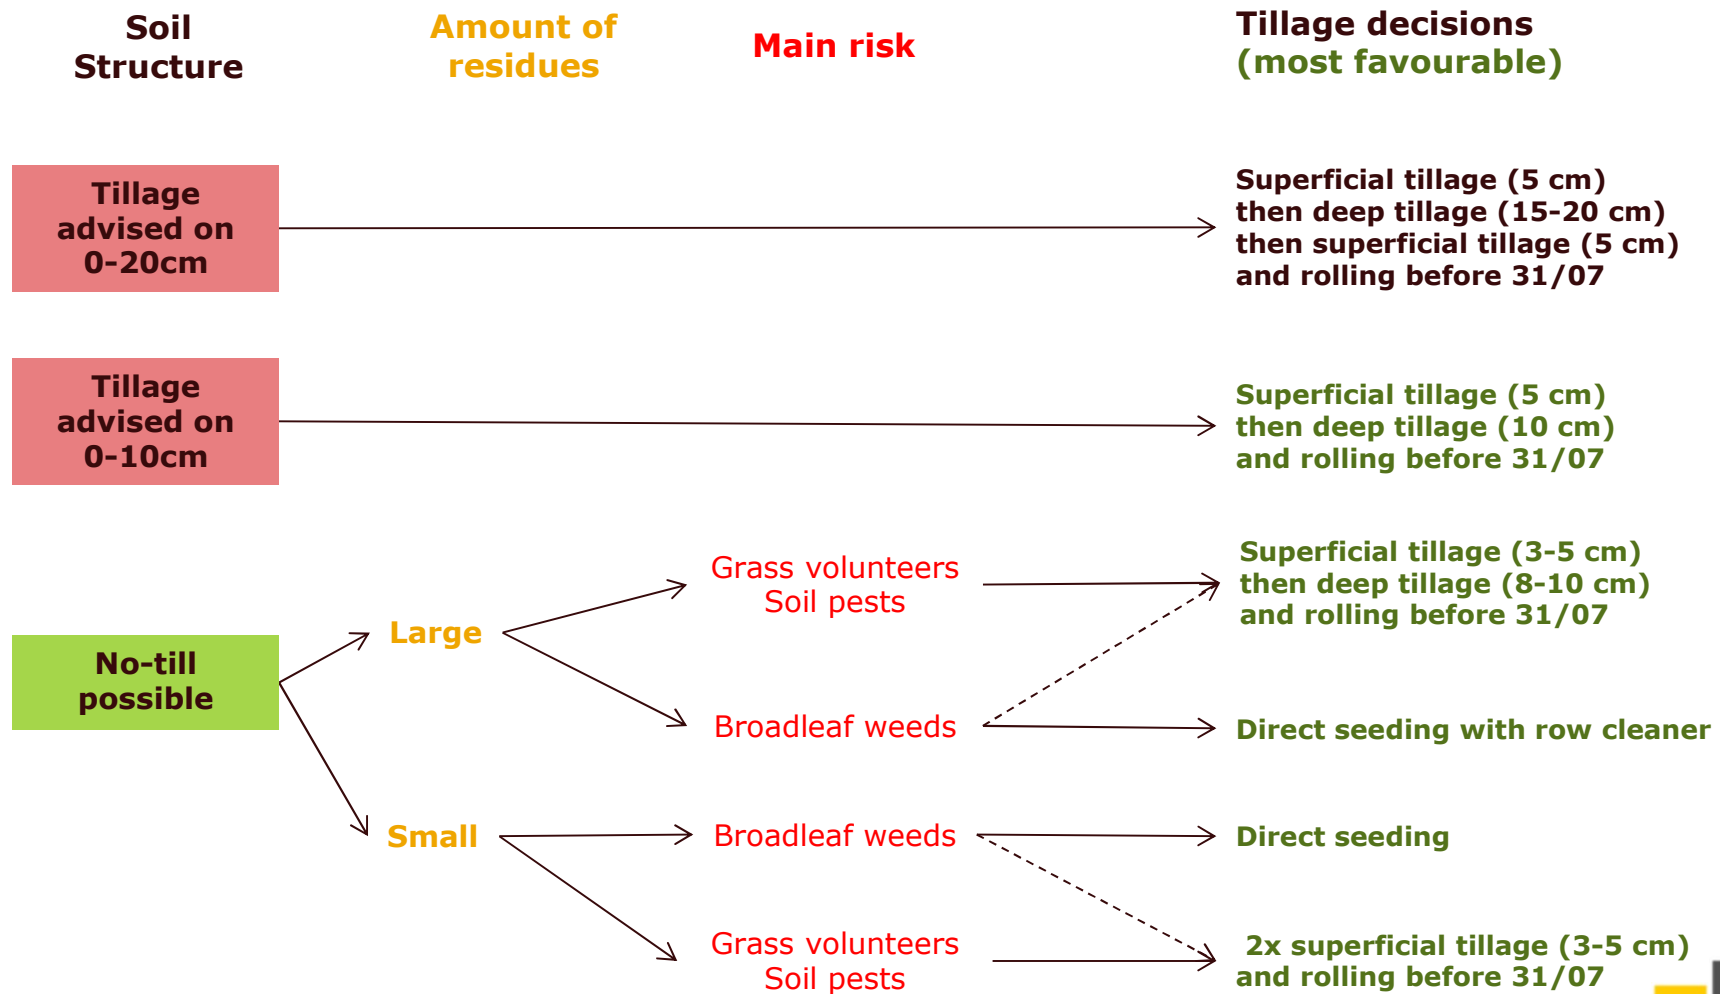 Soil
Structure
Amount of
residues
Main risk
Tillage decisions
(most favourable)
Tillage
advised on
0-20cm
Superficial tillage (5 cm)
then deep tillage (15-20 cm)
then superficial tillage (5 cm)
and rolling before 31/07
Tillage
advised on
0-10cm
Superficial tillage (5 cm)
then deep tillage (10 cm)
and rolling before 31/07
No-till
possible
Large
Grass volunteers
Soil pests
Superficial tillage (3-5 cm)
then deep tillage (8-10 cm)
and rolling before 31/07
Broadleaf weeds
Direct seeding with row cleaner
Small
Broadleaf weeds
Direct seeding
Grass volunteers
Soil pests
2x superficial tillage (3-5 cm)
and rolling before 31/07